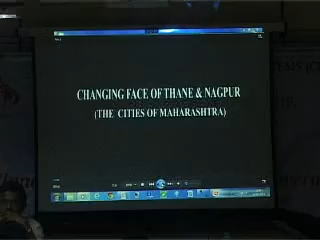 CHANGING FACE OF THANE & NAGPUR
(THE CITIES OF MAHARASHTRA)